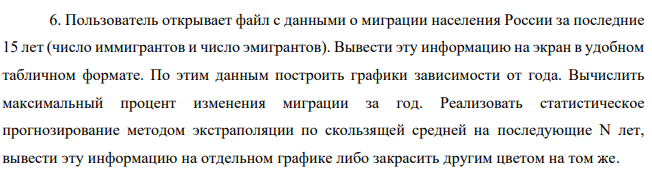 6. Пользователь открывает файл с данными о миграции населения России за последние
15 лет (число иммигрантов и число эмигрантов). Вывести эту информацию на экран в удобном
табличном формате. По этим данным построить графики зависимости от года. Вычислить
максимальный процент изменения миграции за год. Реализовать статистическое
прогнозирование методом экстраполяции по скользящей средней на последующие N лет,
вывести эту информацию на отдельном графике либо закрасить другим цветом на том же.